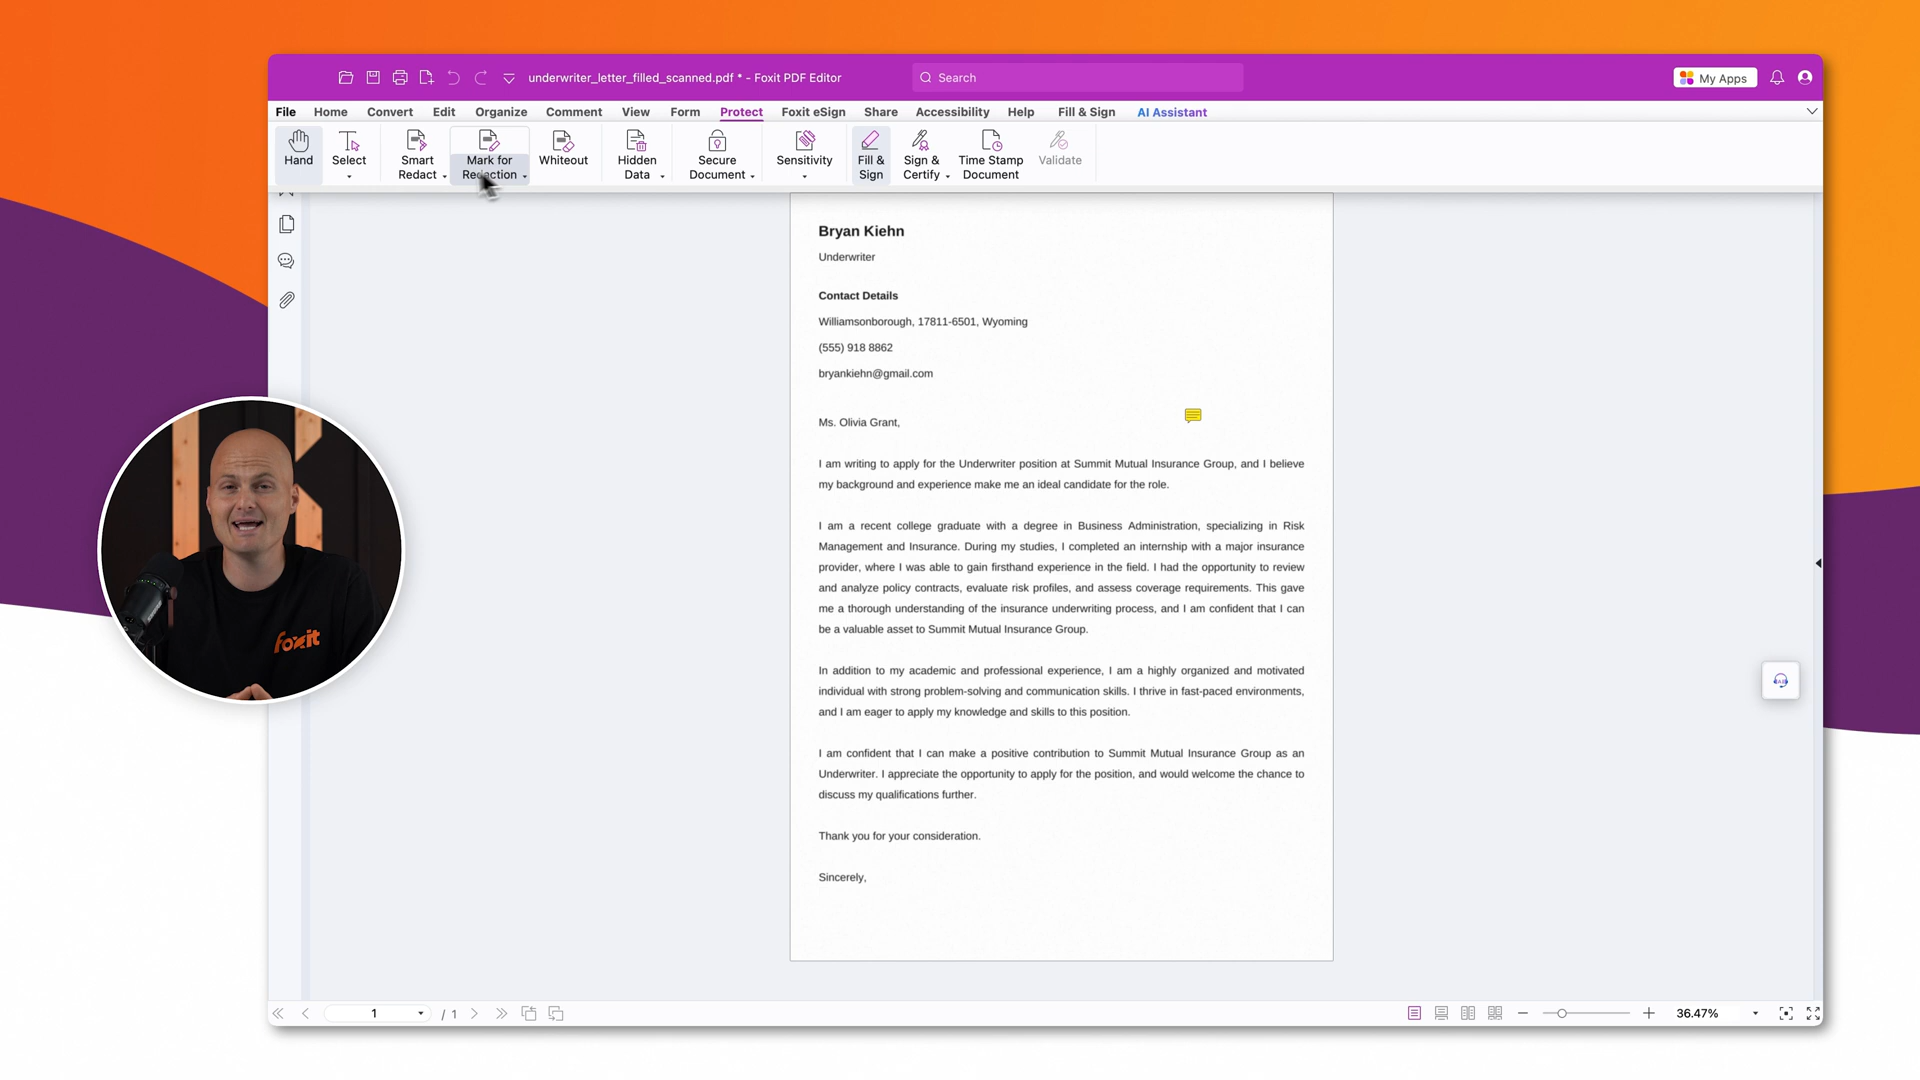 underwriter_letter_filled_scanned.pdf * - Foxit PDF Editor
Search
My Apps
File Home Convert Edit Organize Comment View Form Protect Foxit eSign Share Accessibility Help Fill & Sign AI Assistant
Hand
Select
Smart Redact
Mark for Redaction
Whiteout
Hidden Data
Secure Document
Sensitivity
Fill & Sign
Sign & Certify
Time Stamp Document
Validate
Bryan Kiehn
Underwriter
Contact Details
Williamsonborough, 17811-6501, Wyoming
(555) 918 8862
bryankiehn@gmail.com
Ms. Olivia Grant,
I am writing to apply for the Underwriter position at Summit Mutual Insurance Group, and I believe
my background and experience make me an ideal candidate for the role.
I am a recent college graduate with a degree in Business Administration, specializing in Risk
Management and Insurance. During my studies, I completed an internship with a major insurance
provider, where I was able to gain firsthand experience in the field. I had the opportunity to review
and analyze policy contracts, evaluate risk profiles, and assess coverage requirements. This gave
me a thorough understanding of the insurance underwriting process, and I am confident that I can
be a valuable asset to Summit Mutual Insurance Group.
In addition to my academic and professional experience, I am a highly organized and motivated
individual with strong problem-solving and communication skills. I thrive in fast-paced environments,
and I am eager to apply my knowledge and skills to this position.
I am confident that I can make a positive contribution to Summit Mutual Insurance Group as an
Underwriter. I appreciate the opportunity to apply for the position, and would welcome the chance to
discuss my qualifications further.
Thank you for your consideration.
Sincerely,
foxit
1 / 1
36.47%